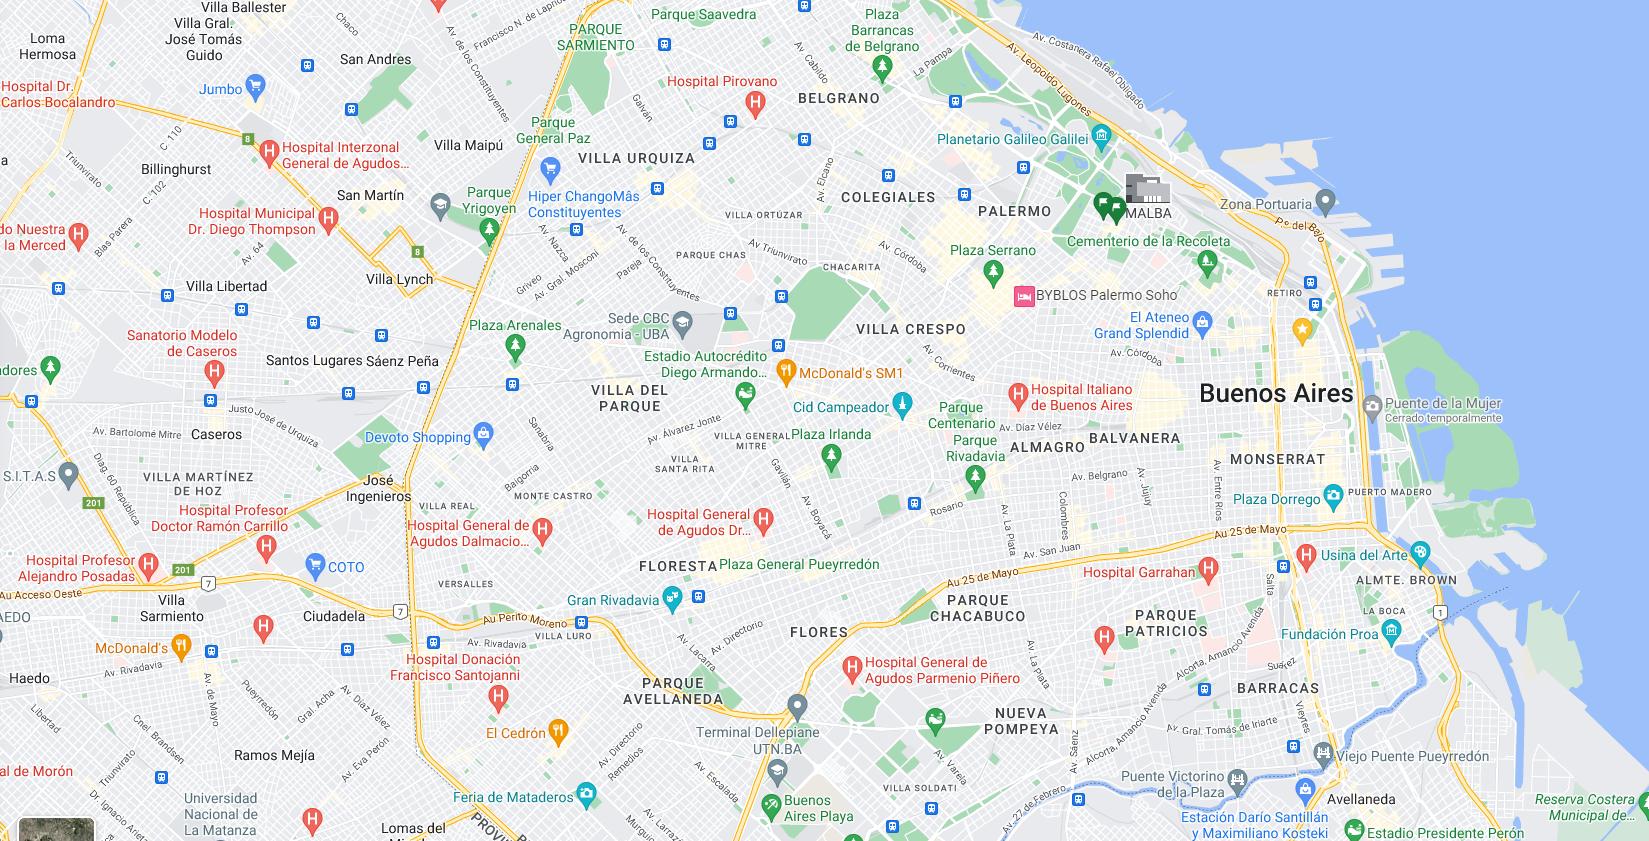 Villa Ballester
Villa Gral.
José Tomás
Guido
Loma
Hermosa
Chaco
Av. de los Constituyentes
Francisco N. de Laprida
PARQUE
SARMIENTO
Parque Saavedra
Plaza
Barrancas
de Belgrano
Av. Cabildo
La Pampa
Av. Costanera Rafael Obligado
Av. Leopoldo Lugones
San Andres
Hospital Dr.
Carlos Bocalandro
Jumbo
C. 110
8
Hospital Pirovano
BELGRANO
Galván
Parque
General Paz
Villa Maipú
Hospital Interzonal
General de Agudos...
Planetario Galileo Galilei
VILLA URQUIZA
Triunvirato
Billinghurst
C. 102
San Martín
Hiper ChangoMâs
Constituyentes
Av. Elcano
COLEGIALES
PALERMO
MALBA
Zona Portuaria
Parque
Yrigoyen
Hospital Municipal
Dr. Diego Thompson
VILLA ORTÚZAR
do Nuestra
la Merced
Blas Parera
Av. 64
8
Av. Nazca
Av. de los Constituyentes
PARQUE CHAS
Av Triunvirato
Av. Córdoba
Plaza Serrano
Cementerio de la Recoleta
P.º del Bajo
Griveo
Av. Gral. Mosconi
Pareja
CHACARITA
Villa Lynch
Villa Libertad
BYBLOS Palermo Soho
RETIRO
Plaza Arenales
Sede CBC
Agronomia - UBA
VILLA CRESPO
El Ateneo
Grand Splendid
Sanatorio Modelo
de Caseros
Santos Lugares
Sáenz Peña
Estadio Autocrédito
Diego Armando...
McDonald's SM1
Av. Corrientes
Av. Córdoba
adores
VILLA DEL
PARQUE
Hospital Italiano
de Buenos Aires
Buenos Aires
Cid Campeador
Parque
Centenario
Puente de la Mujer
Cerrado temporalmente
Justo José de Urquiza
Av. Bartolomé Mitre
Caseros
Devoto Shopping
Sanabria
Av. Álvarez Jonte
VILLA GENERAL
MITRE
Plaza Irlanda
Parque
Rivadavia
Av. Díaz Vélez
ALMAGRO
BALVANERA
MONSERRAT
S.I.T.A.S
Diag. 60 República
VILLA MARTÍNEZ
DE HOZ
José
Ingenieros
Baigorria
VILLA
SANTA RITA
Gavilán
Av. Belgrano
Av. Jujuy
Av. Entre Ríos
MONTE CASTRO
Plaza Dorrego
PUERTO MADERO
201
VILLA REAL
Hospital Profesor
Doctor Ramón Carrillo
Hospital General de
Agudos Dalmacio...
Hospital General
de Agudos Dr...
Av. Boyacá
Rosario
Av. La Plata
Colombres
Au 25 de Mayo
Av. San Juan
Hospital Profesor
Alejandro Posadas
201
COTO
7
FLORESTA
Plaza General Pueyrredón
Hospital Garrahan
Salta
Usina del Arte
VERSALLES
Au Acceso Oeste
Au 25 de Mayo
ALMTE. BROWN
Villa
Sarmiento
Ciudadela
7
Gran Rivadavia
PARQUE
CHACABUCO
PARQUE
PATRICIOS
LA BOCA
1
Au Perito Moreno
VILLA LURO
Av. Rivadavia
Av. Directorio
FLORES
Fundación Proa
AEDO
McDonald's
Av. Rivadavia
Av. Lacarra
Hospital Donación
Francisco Santojanni
Hospital General de
Agudos Parmenio Piñero
Av. La Plata
Alcorta, Amancio Avenida
Suárez
Haedo
Av. de Mayo
Pueyrredón
Gral. Acha
Av. Díaz Vélez
PARQUE
AVELLANEDA
BARRACAS
Libertad
Cnel. Brandsen
NUEVA
POMPEYA
Alcorta, Amancio Avenida
Vieytes
El Cedrón
Terminal Dellepiane
UTN.BA
Av. Sáenz
Av. Gral. Tomás de Iriarte
Ramos Mejía
Av. Eva Perón
Av. Directorio
Remedios
Av. Escalada
Av. Varela
Viejo Puente Pueyrredón
al de Morón
Triunvirato
Puente Victorino
de la Plaza
Dr. Ignacio Arieta
Universidad
Nacional de
La Matanza
Feria de Mataderos
VILLA SOLDATI
Buenos
Aires Playa
Av. 27 de Febrero
Avellaneda
Reserva Costera
Municipal de...
Lomas del
Estación Darío Santillán
y Maximiliano Kosteki
Estadio Presidente Perón